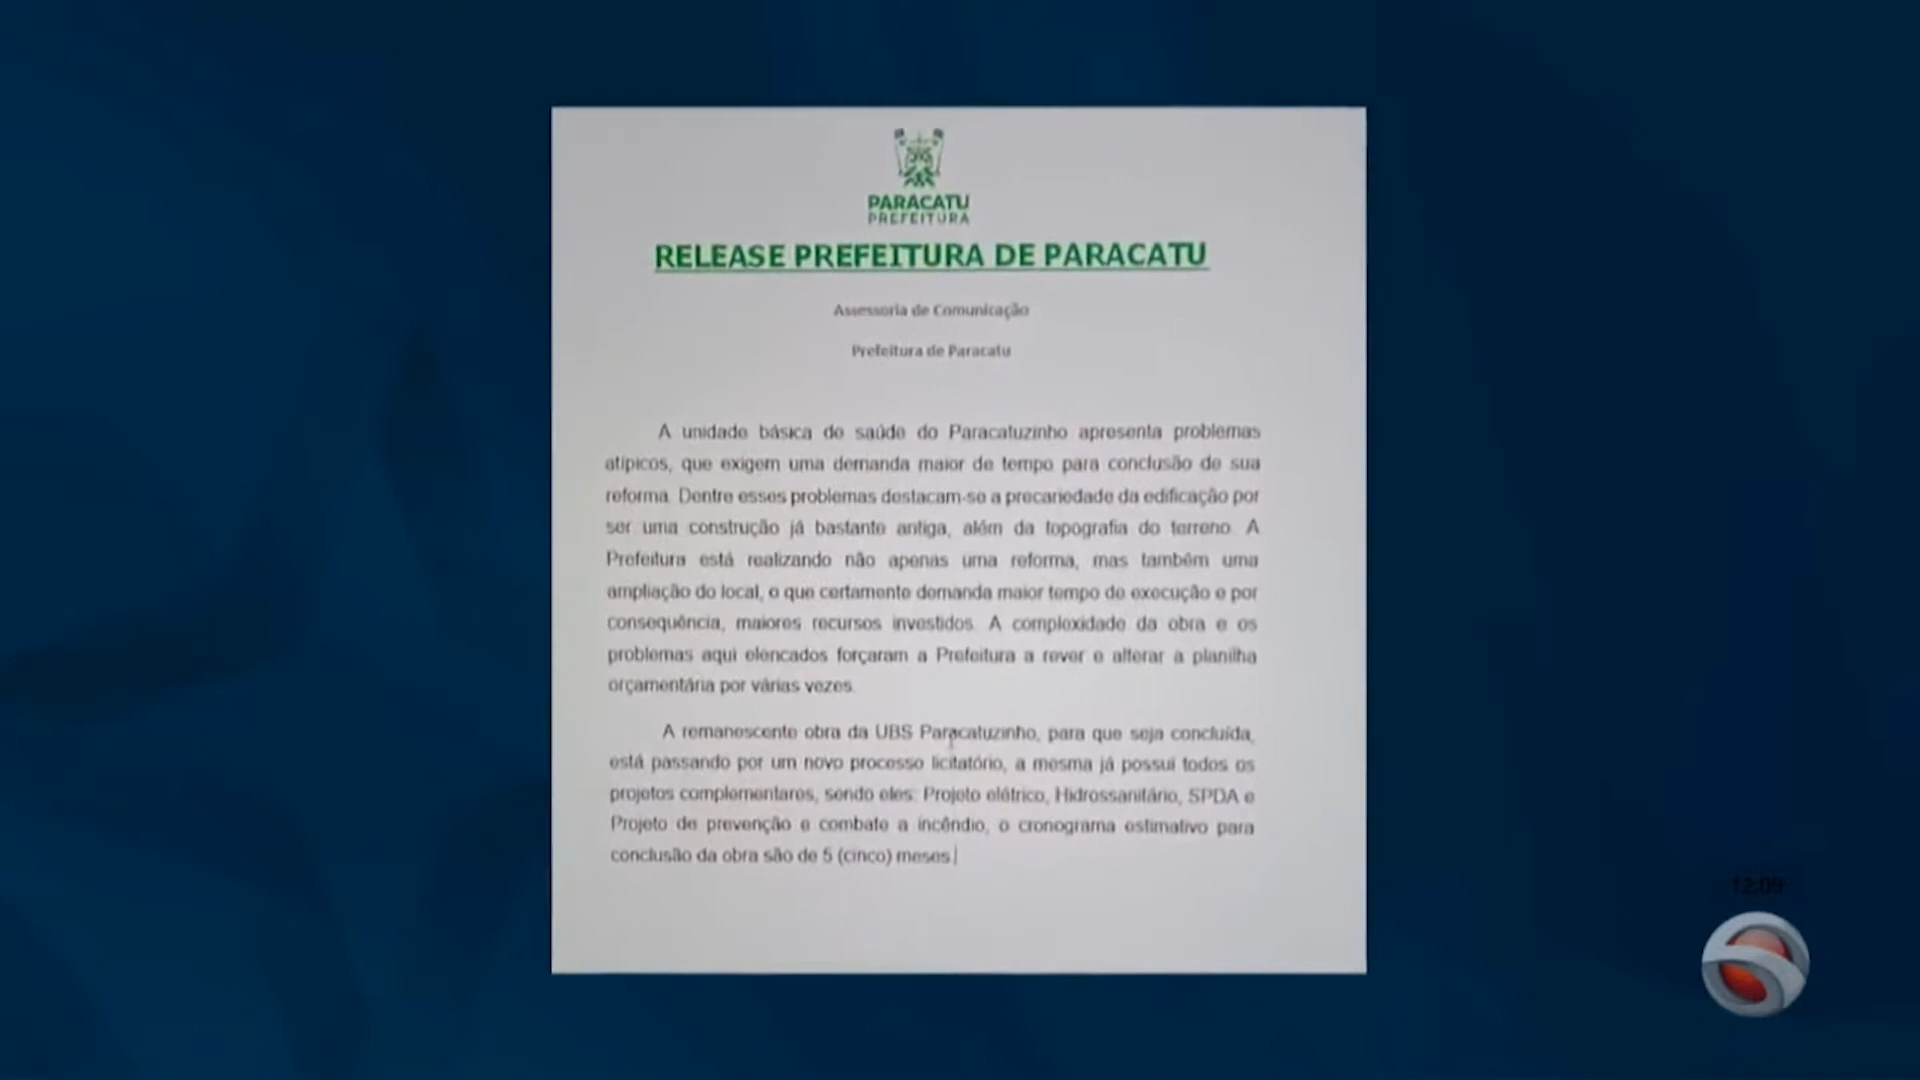 PARACATU
PREFEITURA
RELEASE PREFEITURA DE PARACATU
Assessoria de Comunicação
Prefeitura de Paracatu
A unidade básica de saúde do Paracatuzinho apresenta problemas
atípicos, que exigem uma demanda maior de tempo para conclusão de sua
reforma. Dentre esses problemas destacam-se a precariedade da edificação por
ser uma construção já bastante antiga, além da topografia do terreno. A
Prefeitura está realizando não apenas uma reforma, mas também uma
ampliação do local, o que certamente demanda maior tempo de execução e por
consequência, maiores recursos investidos. A complexidade da obra e os
problemas aqui elencados forçaram a Prefeitura a rever e alterar a planilha
orçamentária por várias vezes.
A remanescente obra da UBS Paracatuzinho, para que seja concluída,
está passando por um novo processo licitatório, a mesma já possui todos os
projetos complementares, sendo eles: Projeto elétrico, Hidrossanitário, SPDA e
Projeto de prevenção e combate a incêndio, o cronograma estimativo para
conclusão da obra são de 5 (cinco) meses.
12:09